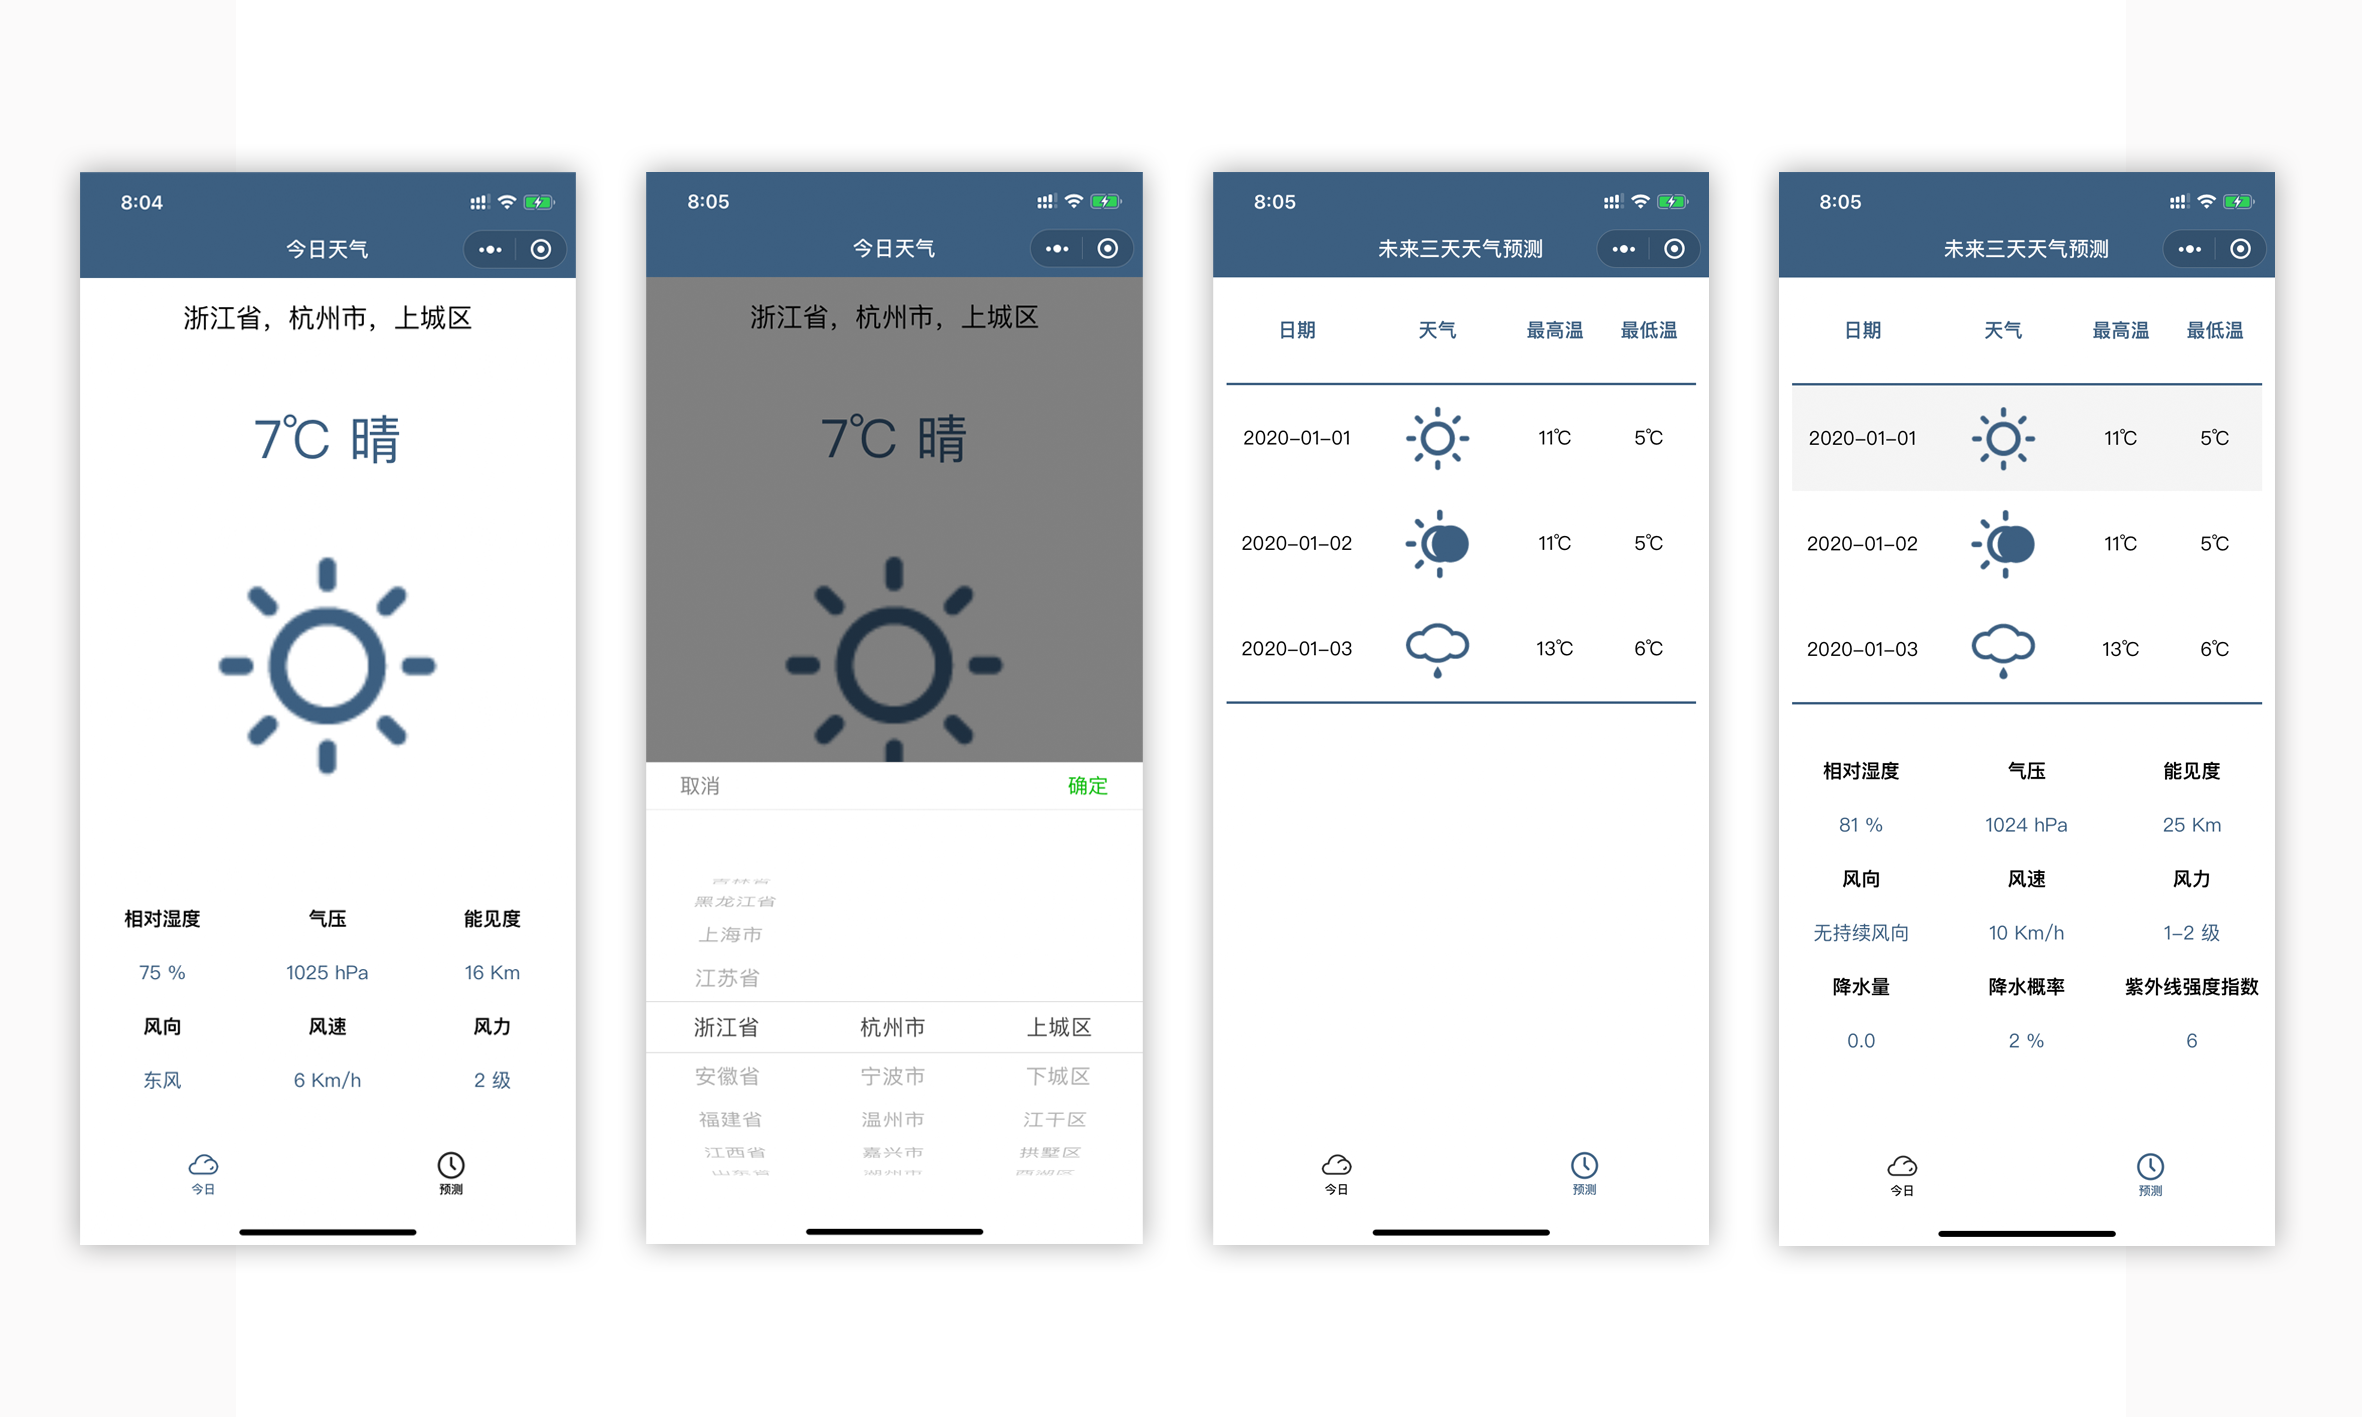 8:04
今日天气
浙江省，杭州市，上城区
7℃ 晴
相对湿度 气压 能见度
75 % 1025 hPa 16 Km
风向 风速 风力
东风 6 Km/h 2 级
今日 预测
8:05
今日天气
浙江省，杭州市，上城区
7℃ 晴
取消 确定
吉林省
黑龙江省
上海市
江苏省
浙江省 杭州市 上城区
安徽省 宁波市 下城区
福建省 温州市 江干区
江西省 嘉兴市 拱墅区
山东省 湖州市 西湖区
8:05
未来三天天气预测
日期 天气 最高温 最低温
2020-01-01 11℃ 5℃
2020-01-02 11℃ 5℃
2020-01-03 13℃ 6℃
今日 预测
8:05
未来三天天气预测
日期 天气 最高温 最低温
2020-01-01 11℃ 5℃
2020-01-02 11℃ 5℃
2020-01-03 13℃ 6℃
相对湿度 气压 能见度
81 % 1024 hPa 25 Km
风向 风速 风力
无持续风向 10 Km/h 1-2 级
降水量 降水概率 紫外线强度指数
0.0 2 % 6
今日 预测